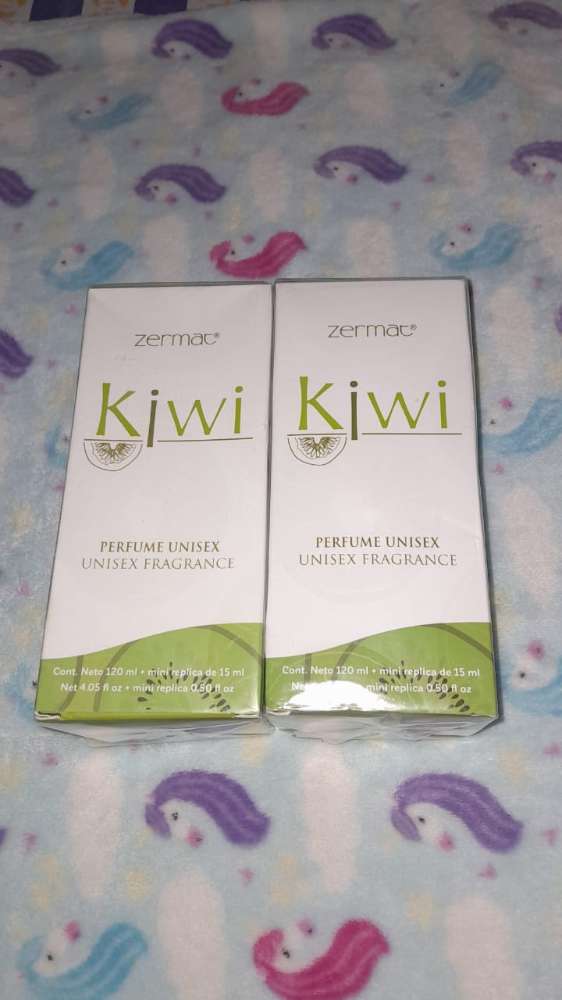 zermat®
Kiwi
PERFUME UNISEX
UNISEX FRAGRANCE
Cont. Neto 120 ml • mini replica de 15 ml
Net 4.05 fl oz • mini replica 0.50 fl oz
zermat®
Kiwi
PERFUME UNISEX
UNISEX FRAGRANCE
Cont. Neto 120 ml • mini replica de 15 ml
mini replica 0.50 fl oz